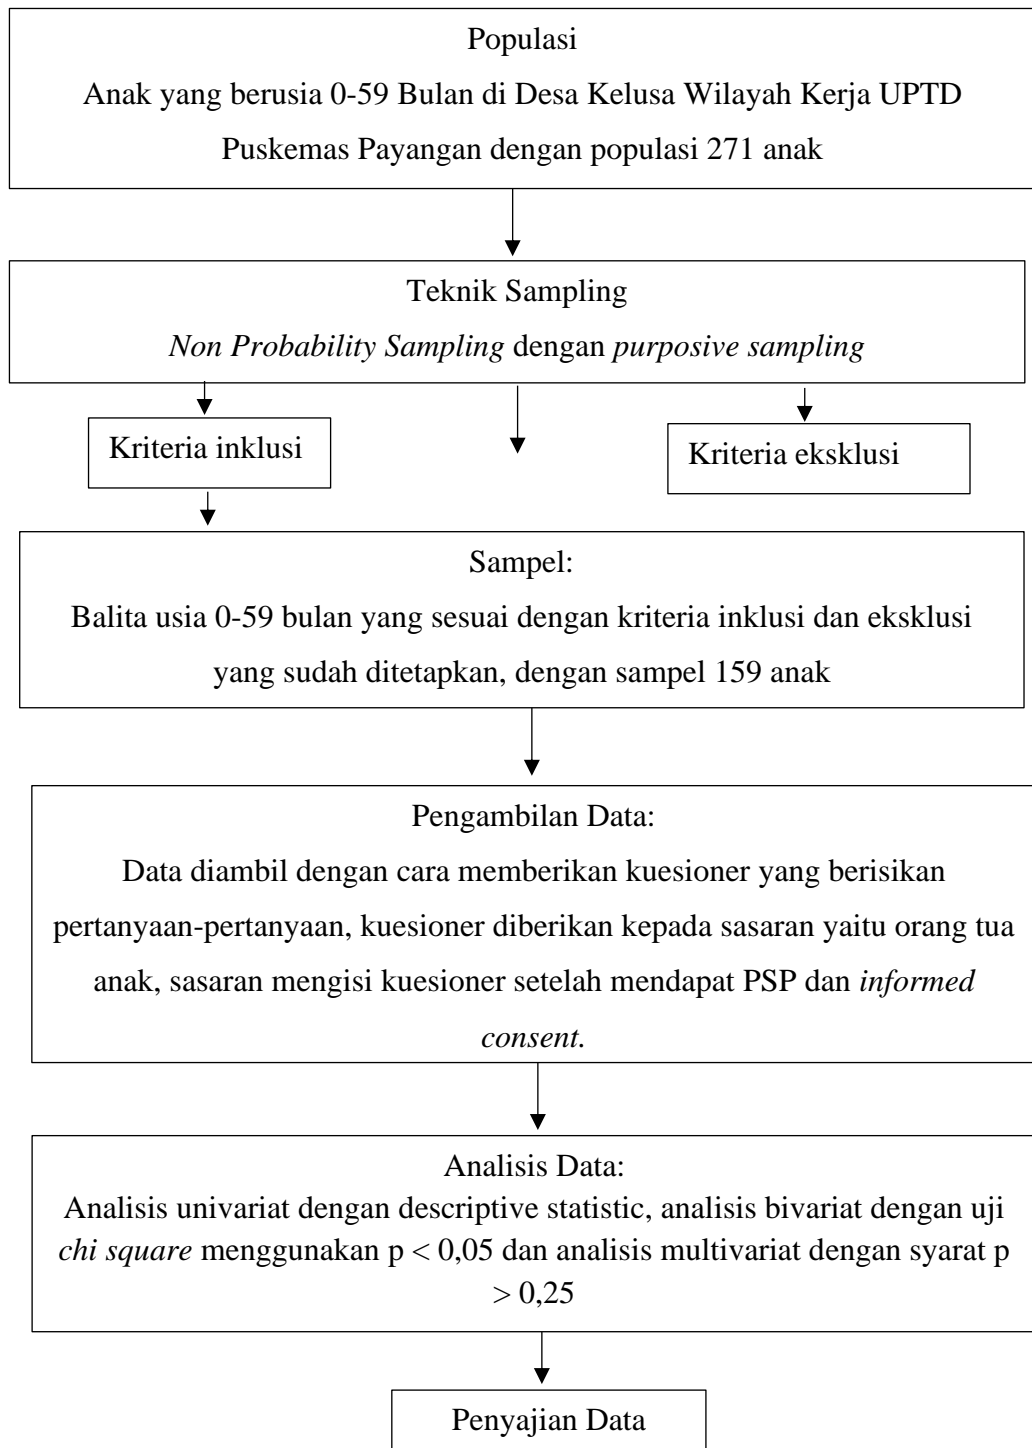 Populasi
Anak yang berusia 0-59 Bulan di Desa Kelusa Wilayah Kerja UPTD
Puskemas Payangan dengan populasi 271 anak
Teknik Sampling
Non Probability Sampling dengan purposive sampling
Kriteria inklusi
Kriteria eksklusi
Sampel:
Balita usia 0-59 bulan yang sesuai dengan kriteria inklusi dan eksklusi
yang sudah ditetapkan, dengan sampel 159 anak
Pengambilan Data:
Data diambil dengan cara memberikan kuesioner yang berisikan
pertanyaan-pertanyaan, kuesioner diberikan kepada sasaran yaitu orang tua
anak, sasaran mengisi kuesioner setelah mendapat PSP dan informed
consent.
Analisis Data:
Analisis univariat dengan descriptive statistic, analisis bivariat dengan uji
chi square menggunakan p < 0,05 dan analisis multivariat dengan syarat p
> 0,25
Penyajian Data